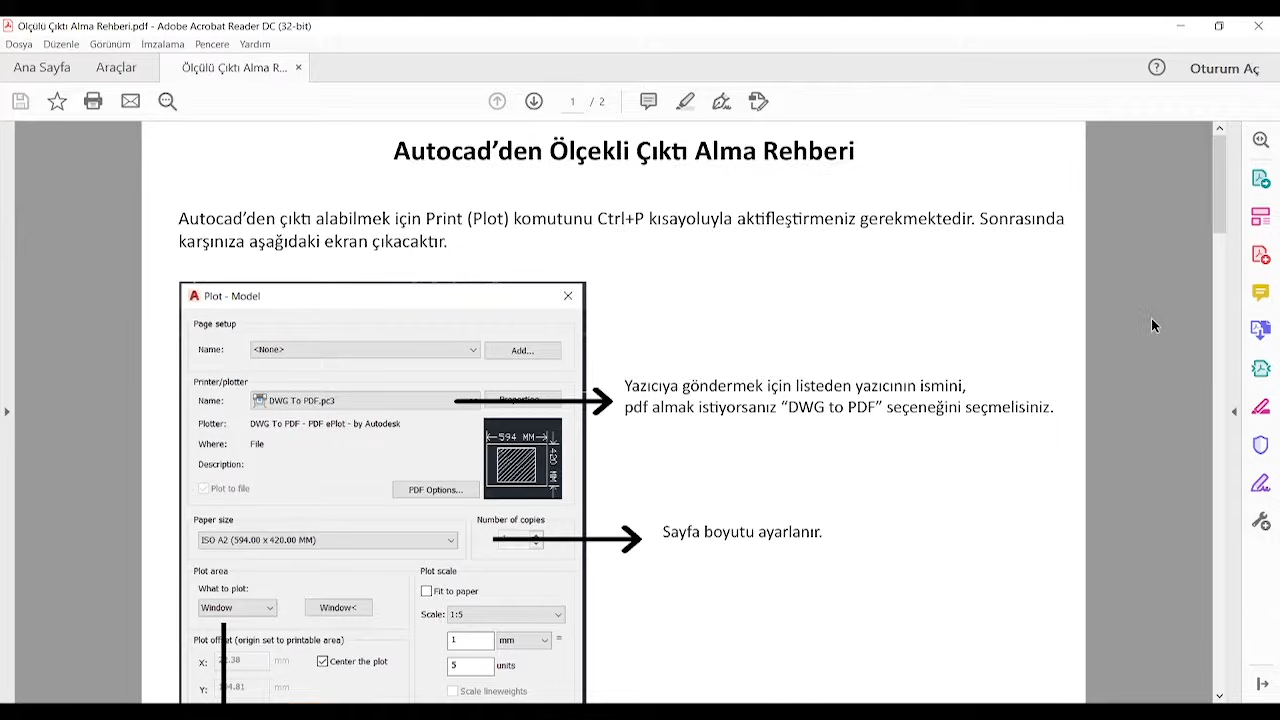 Ölçülü Çıktı Alma Rehberi.pdf - Adobe Acrobat Reader DC (32-bit)
Dosya Düzenle Görünüm İmzalama Pencere Yardım
Ana Sayfa Araçlar Ölçülü Çıktı Alma R... × Oturum Aç
1 / 2
Autocad’den Ölçekli Çıktı Alma Rehberi
Autocad’den çıktı alabilmek için Print (Plot) komutunu Ctrl+P kısayoluyla aktifleştirmeniz gerekmektedir. Sonrasında
karşınıza aşağıdaki ekran çıkacaktır.
Plot - Model
Page setup
Name: <None> Add...
Printer/plotter
Name: DWG To PDF.pc3
Yazıcıya göndermek için listeden yazıcının ismini,
pdf almak istiyorsanız “DWG to PDF” seçeneğini seçmelisiniz.
Plotter: DWG To PDF - PDF ePlot - by Autodesk
Where: File
Description:
Plot to file
PDF Options...
594 MM
420 MM
Paper size
ISO A2 (594.00 x 420.00 MM)
Number of copies
Sayfa boyutu ayarlanır.
Plot area
What to plot:
Window Window<
Plot scale
Fit to paper
Scale: 1:5
1 mm =
5 units
Scale lineweights
Plot offset (origin set to printable area)
X: mm Center the plot
Y: mm